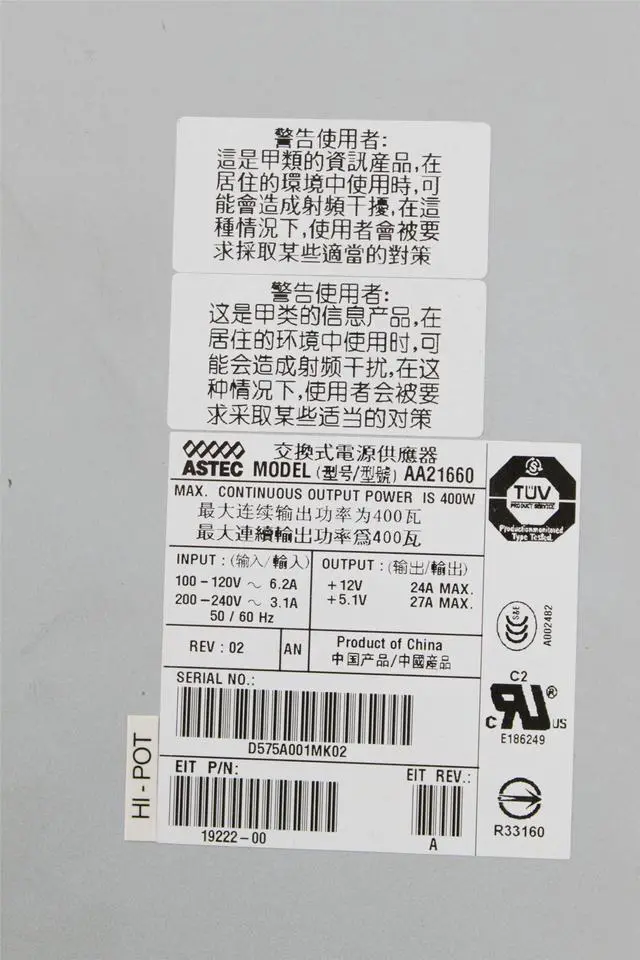 警告使用者:
這是甲類的資訊産品,在
居住的環境中使用時,可
能會造成射頻干擾,在這
種情況下,使用者會被要
求採取某些適當的對策
警告使用者:
这是甲类的信息产品,在
居住的环境中使用时,可
能会造成射频干扰,在这
种情况下,使用者会被要
求采取某些适当的对策
交換式電源供應器
ASTEC MODEL (型号/型號) AA21660
MAX. CONTINUOUS OUTPUT POWER IS 400W
最大连续输出功率为400瓦
最大連續輸出功率爲400瓦
INPUT : (输入/輸入)
100-120V ~ 6.2A
200-240V ~ 3.1A
50 / 60 Hz
OUTPUT : (输出/輸出)
+12V 24A MAX.
+5.1V 27A MAX.
REV : 02
AN
Product of China
中国产品/中國産品
SERIAL NO.:
D575A001MK02
HI-POT
EIT P/N:
19222-00
EIT REV.:
A
TÜV
PRODUCT SERVICE
Production monitored
Type Tested
S&E
A002482
C2
C RU ® US
E186249
R33160